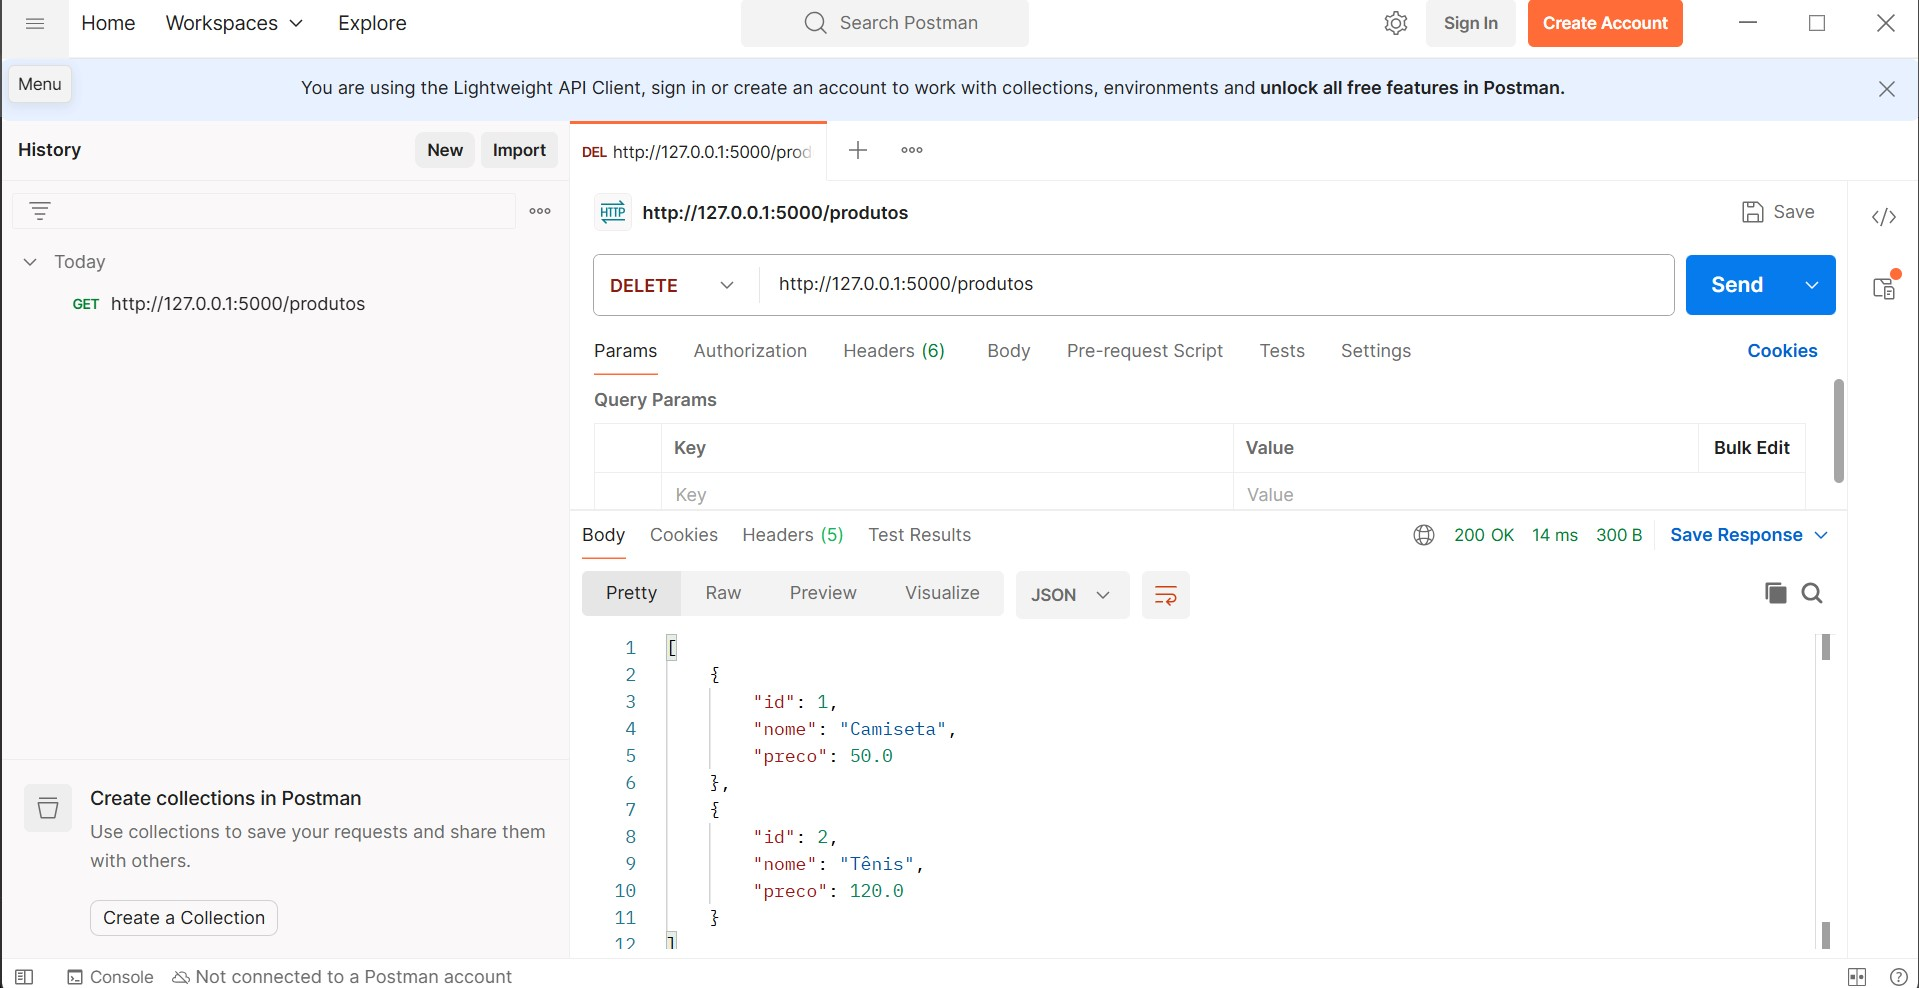 Home Workspaces Explore Search Postman Sign In Create Account
Menu
You are using the Lightweight API Client, sign in or create an account to work with collections, environments and unlock all free features in Postman.
History New Import
Today
GET http://127.0.0.1:5000/produtos
Create collections in Postman
Use collections to save your requests and share them
with others.
Create a Collection
DEL http://127.0.0.1:5000/prod
HTTP http://127.0.0.1:5000/produtos Save
DELETE http://127.0.0.1:5000/produtos Send
Params Authorization Headers (6) Body Pre-request Script Tests Settings Cookies
Query Params
Key Value Bulk Edit
Key Value
Body Cookies Headers (5) Test Results 200 OK 14 ms 300 B Save Response
Pretty Raw Preview Visualize JSON
1 [
2 {
3 "id": 1,
4 "nome": "Camiseta",
5 "preco": 50.0
6 },
7 {
8 "id": 2,
9 "nome": "Tênis",
10 "preco": 120.0
11 }
12 ]
Console Not connected to a Postman account